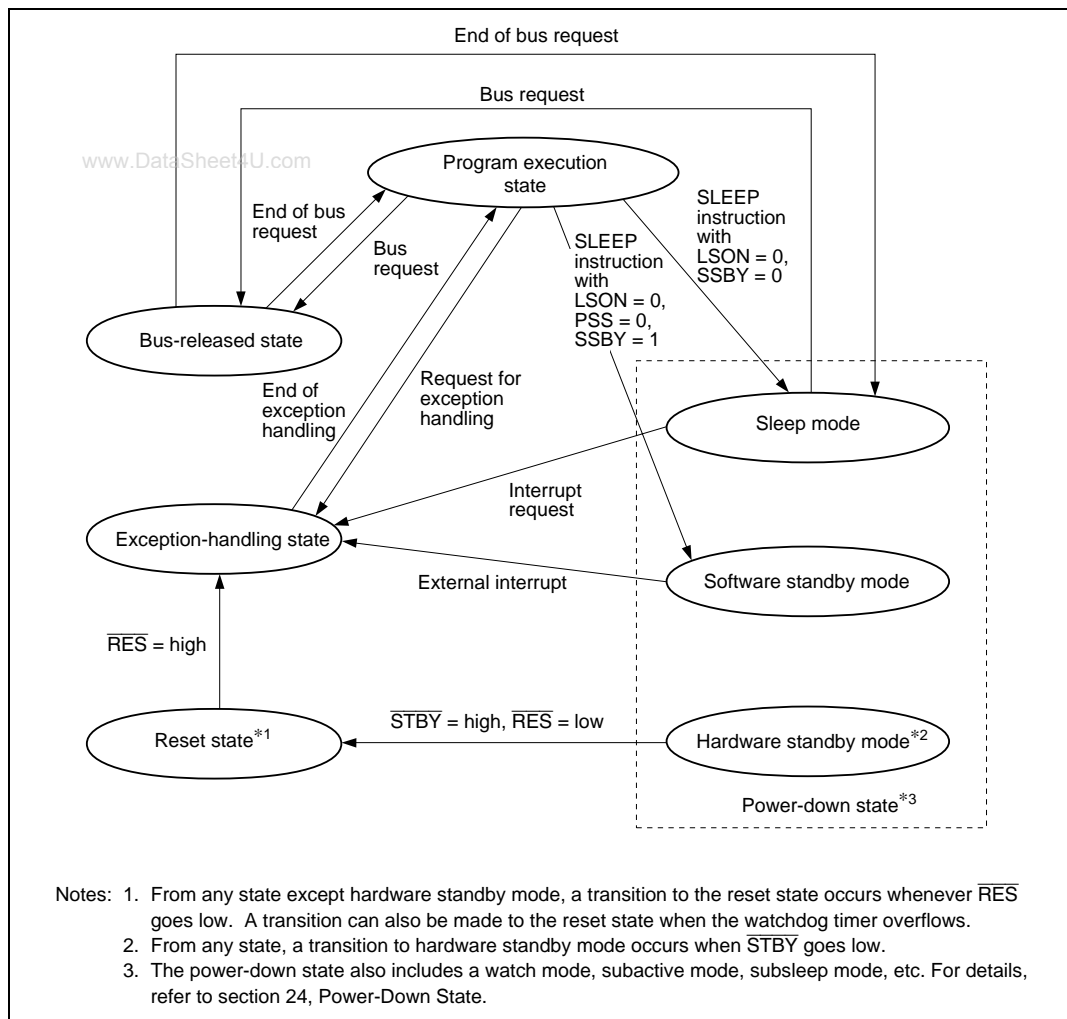 End of bus request
Bus request
www.DataSheet4U.com
Program execution
state
End of bus
request
Bus
request
SLEEP
instruction
with
LSON = 0,
PSS = 0,
SSBY = 1
SLEEP
instruction
with
LSON = 0,
SSBY = 0
Bus-released state
End of
exception
handling
Request for
exception
handling
Sleep mode
Interrupt
request
Exception-handling state
External interrupt
Software standby mode
RES = high
STBY = high, RES = low
Reset state*1
Hardware standby mode*2
Power-down state*3
Notes: 1. From any state except hardware standby mode, a transition to the reset state occurs whenever RES
goes low. A transition can also be made to the reset state when the watchdog timer overflows.
2. From any state, a transition to hardware standby mode occurs when STBY goes low.
3. The power-down state also includes a watch mode, subactive mode, subsleep mode, etc. For details,
refer to section 24, Power-Down State.